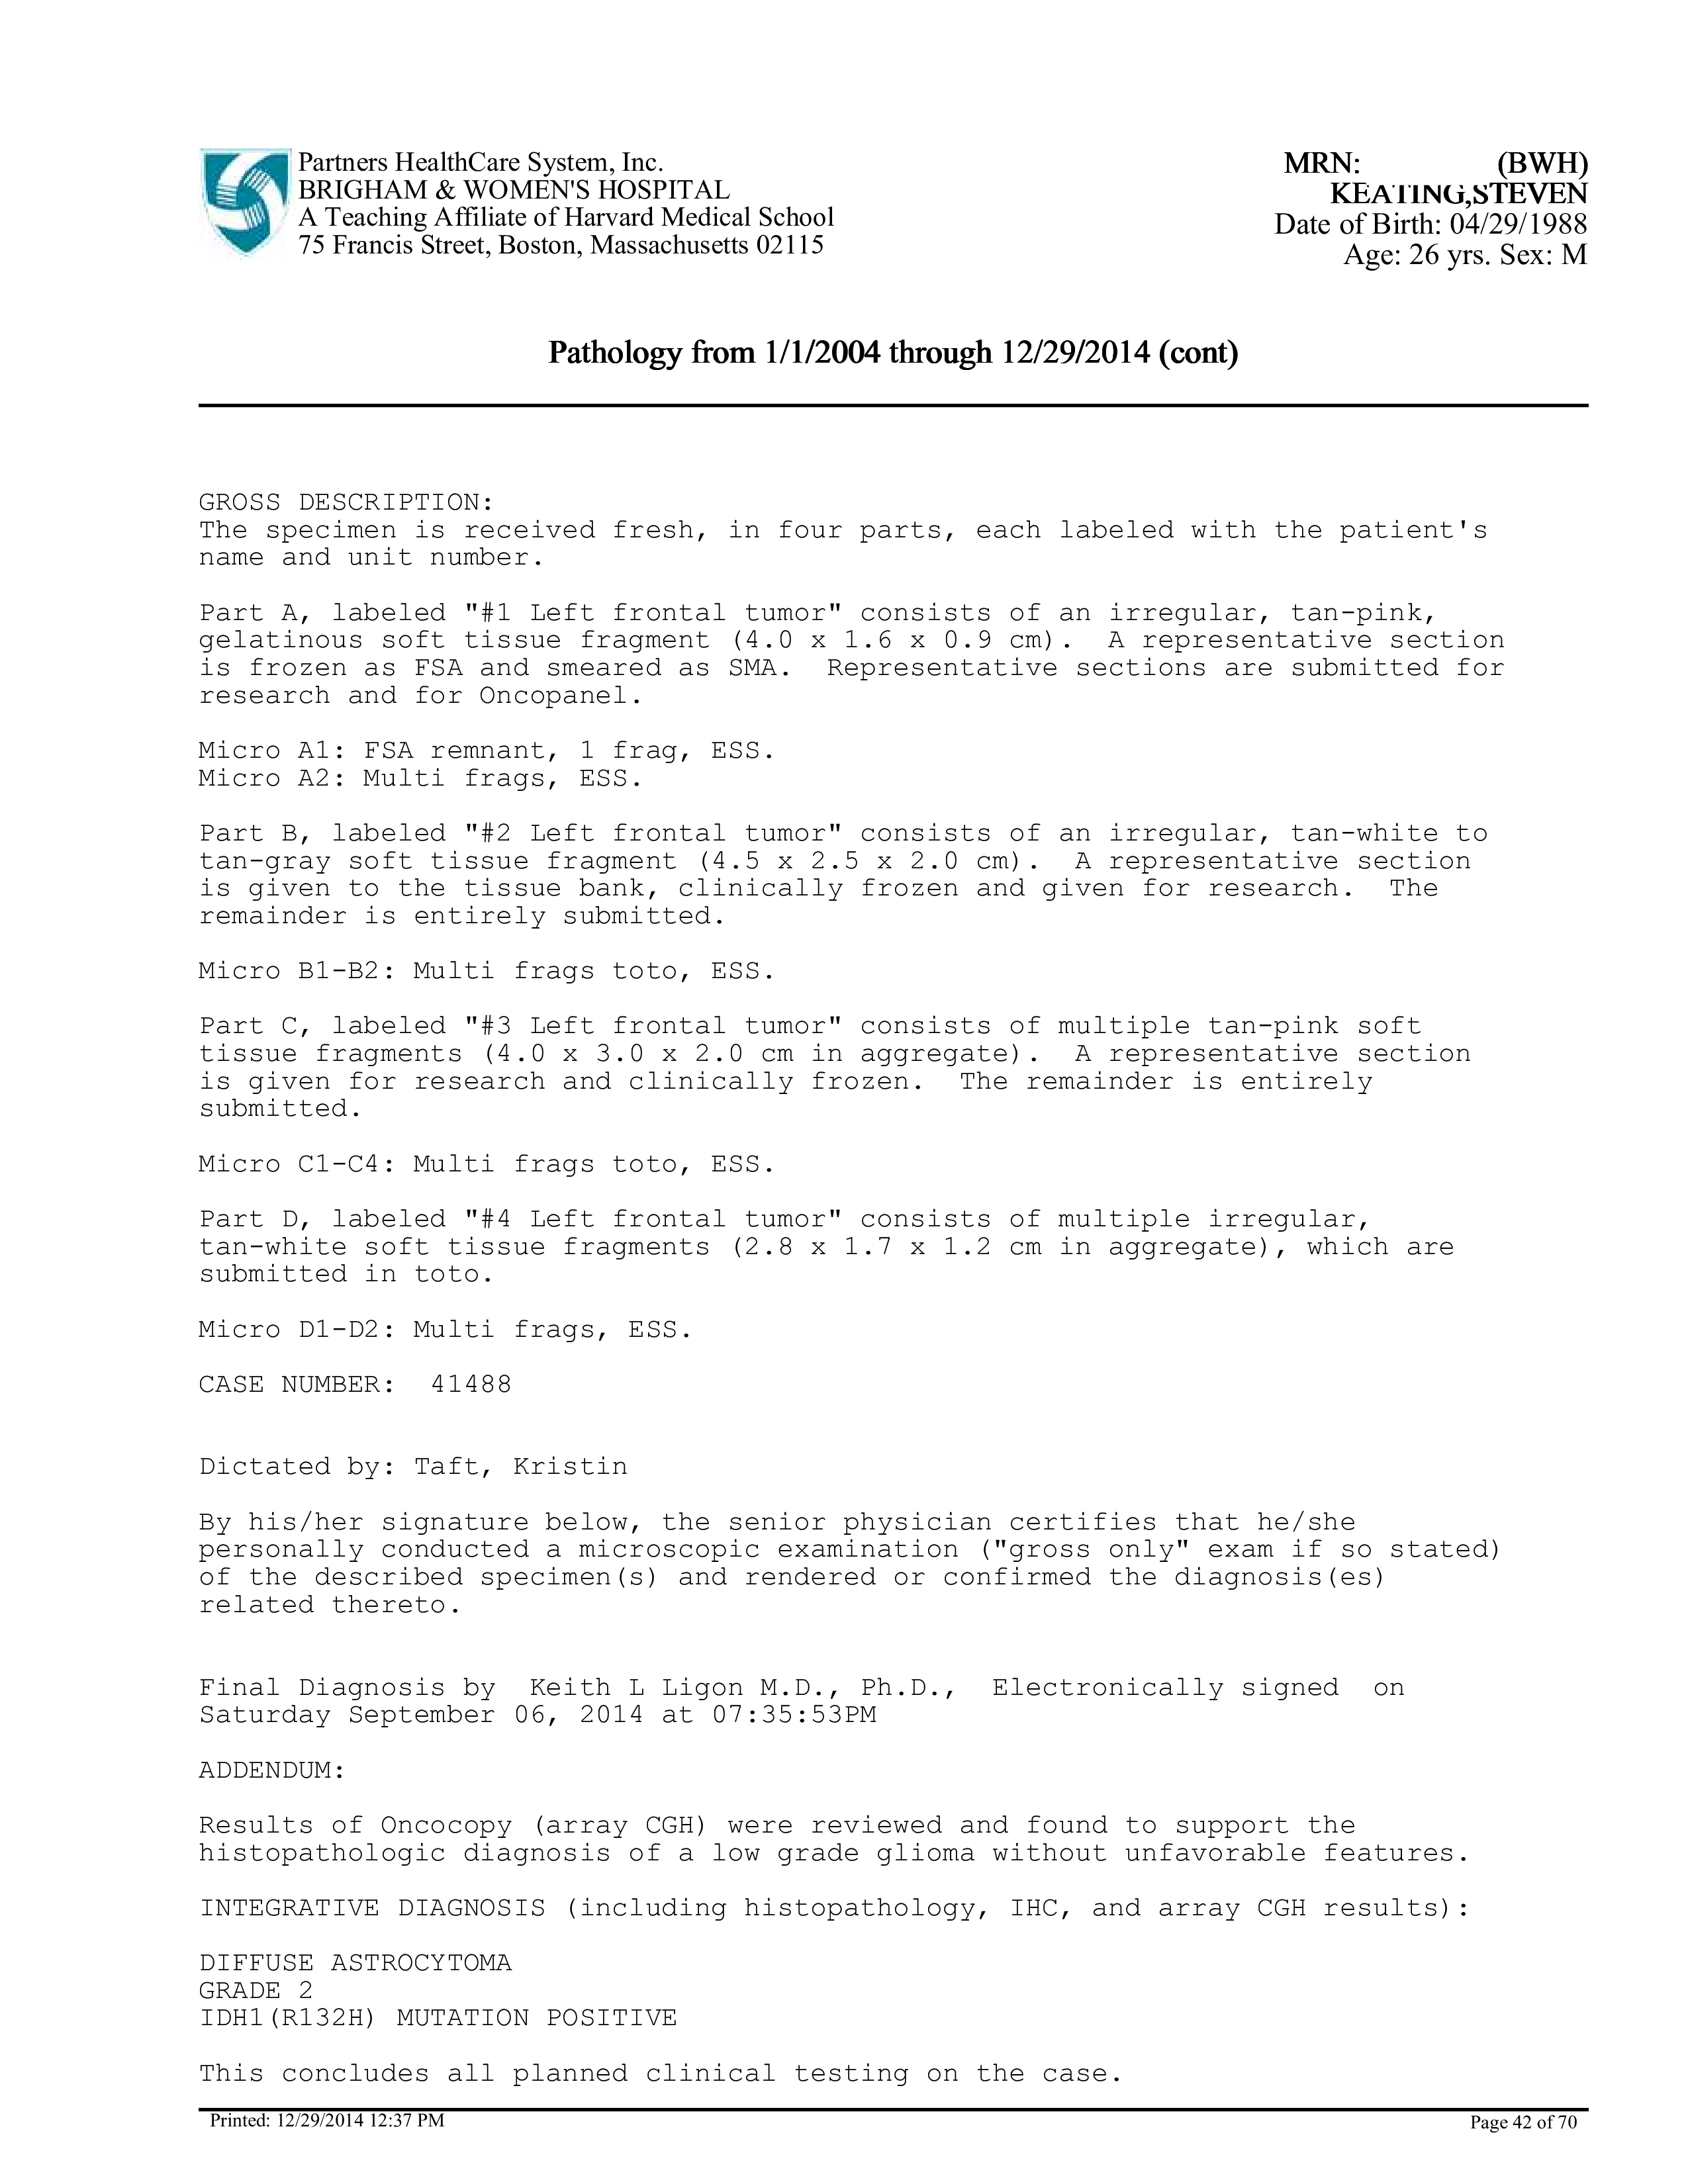 Partners HealthCare System, Inc.
BRIGHAM & WOMEN'S HOSPITAL
A Teaching Affiliate of Harvard Medical School
75 Francis Street, Boston, Massachusetts 02115
MRN: (BWH)
KEATING,STEVEN
Date of Birth: 04/29/1988
Age: 26 yrs. Sex: M
Pathology from 1/1/2004 through 12/29/2014 (cont)
GROSS DESCRIPTION:
The specimen is received fresh, in four parts, each labeled with the patient's
name and unit number.
Part A, labeled "#1 Left frontal tumor" consists of an irregular, tan-pink,
gelatinous soft tissue fragment (4.0 x 1.6 x 0.9 cm).  A representative section
is frozen as FSA and smeared as SMA.  Representative sections are submitted for
research and for Oncopanel.
Micro A1: FSA remnant, 1 frag, ESS.
Micro A2: Multi frags, ESS.
Part B, labeled "#2 Left frontal tumor" consists of an irregular, tan-white to
tan-gray soft tissue fragment (4.5 x 2.5 x 2.0 cm).  A representative section
is given to the tissue bank, clinically frozen and given for research.  The
remainder is entirely submitted.
Micro B1-B2: Multi frags toto, ESS.
Part C, labeled "#3 Left frontal tumor" consists of multiple tan-pink soft
tissue fragments (4.0 x 3.0 x 2.0 cm in aggregate).  A representative section
is given for research and clinically frozen.  The remainder is entirely
submitted.
Micro C1-C4: Multi frags toto, ESS.
Part D, labeled "#4 Left frontal tumor" consists of multiple irregular,
tan-white soft tissue fragments (2.8 x 1.7 x 1.2 cm in aggregate), which are
submitted in toto.
Micro D1-D2: Multi frags, ESS.
CASE NUMBER:  41488
Dictated by: Taft, Kristin
By his/her signature below, the senior physician certifies that he/she
personally conducted a microscopic examination ("gross only" exam if so stated)
of the described specimen(s) and rendered or confirmed the diagnosis(es)
related thereto.
Final Diagnosis by  Keith L Ligon M.D., Ph.D.,  Electronically signed  on
Saturday September 06, 2014 at 07:35:53PM
ADDENDUM:
Results of Oncocopy (array CGH) were reviewed and found to support the
histopathologic diagnosis of a low grade glioma without unfavorable features.
INTEGRATIVE DIAGNOSIS (including histopathology, IHC, and array CGH results):
DIFFUSE ASTROCYTOMA
GRADE 2
IDH1(R132H) MUTATION POSITIVE
This concludes all planned clinical testing on the case.
Printed: 12/29/2014 12:37 PM
Page 42 of 70